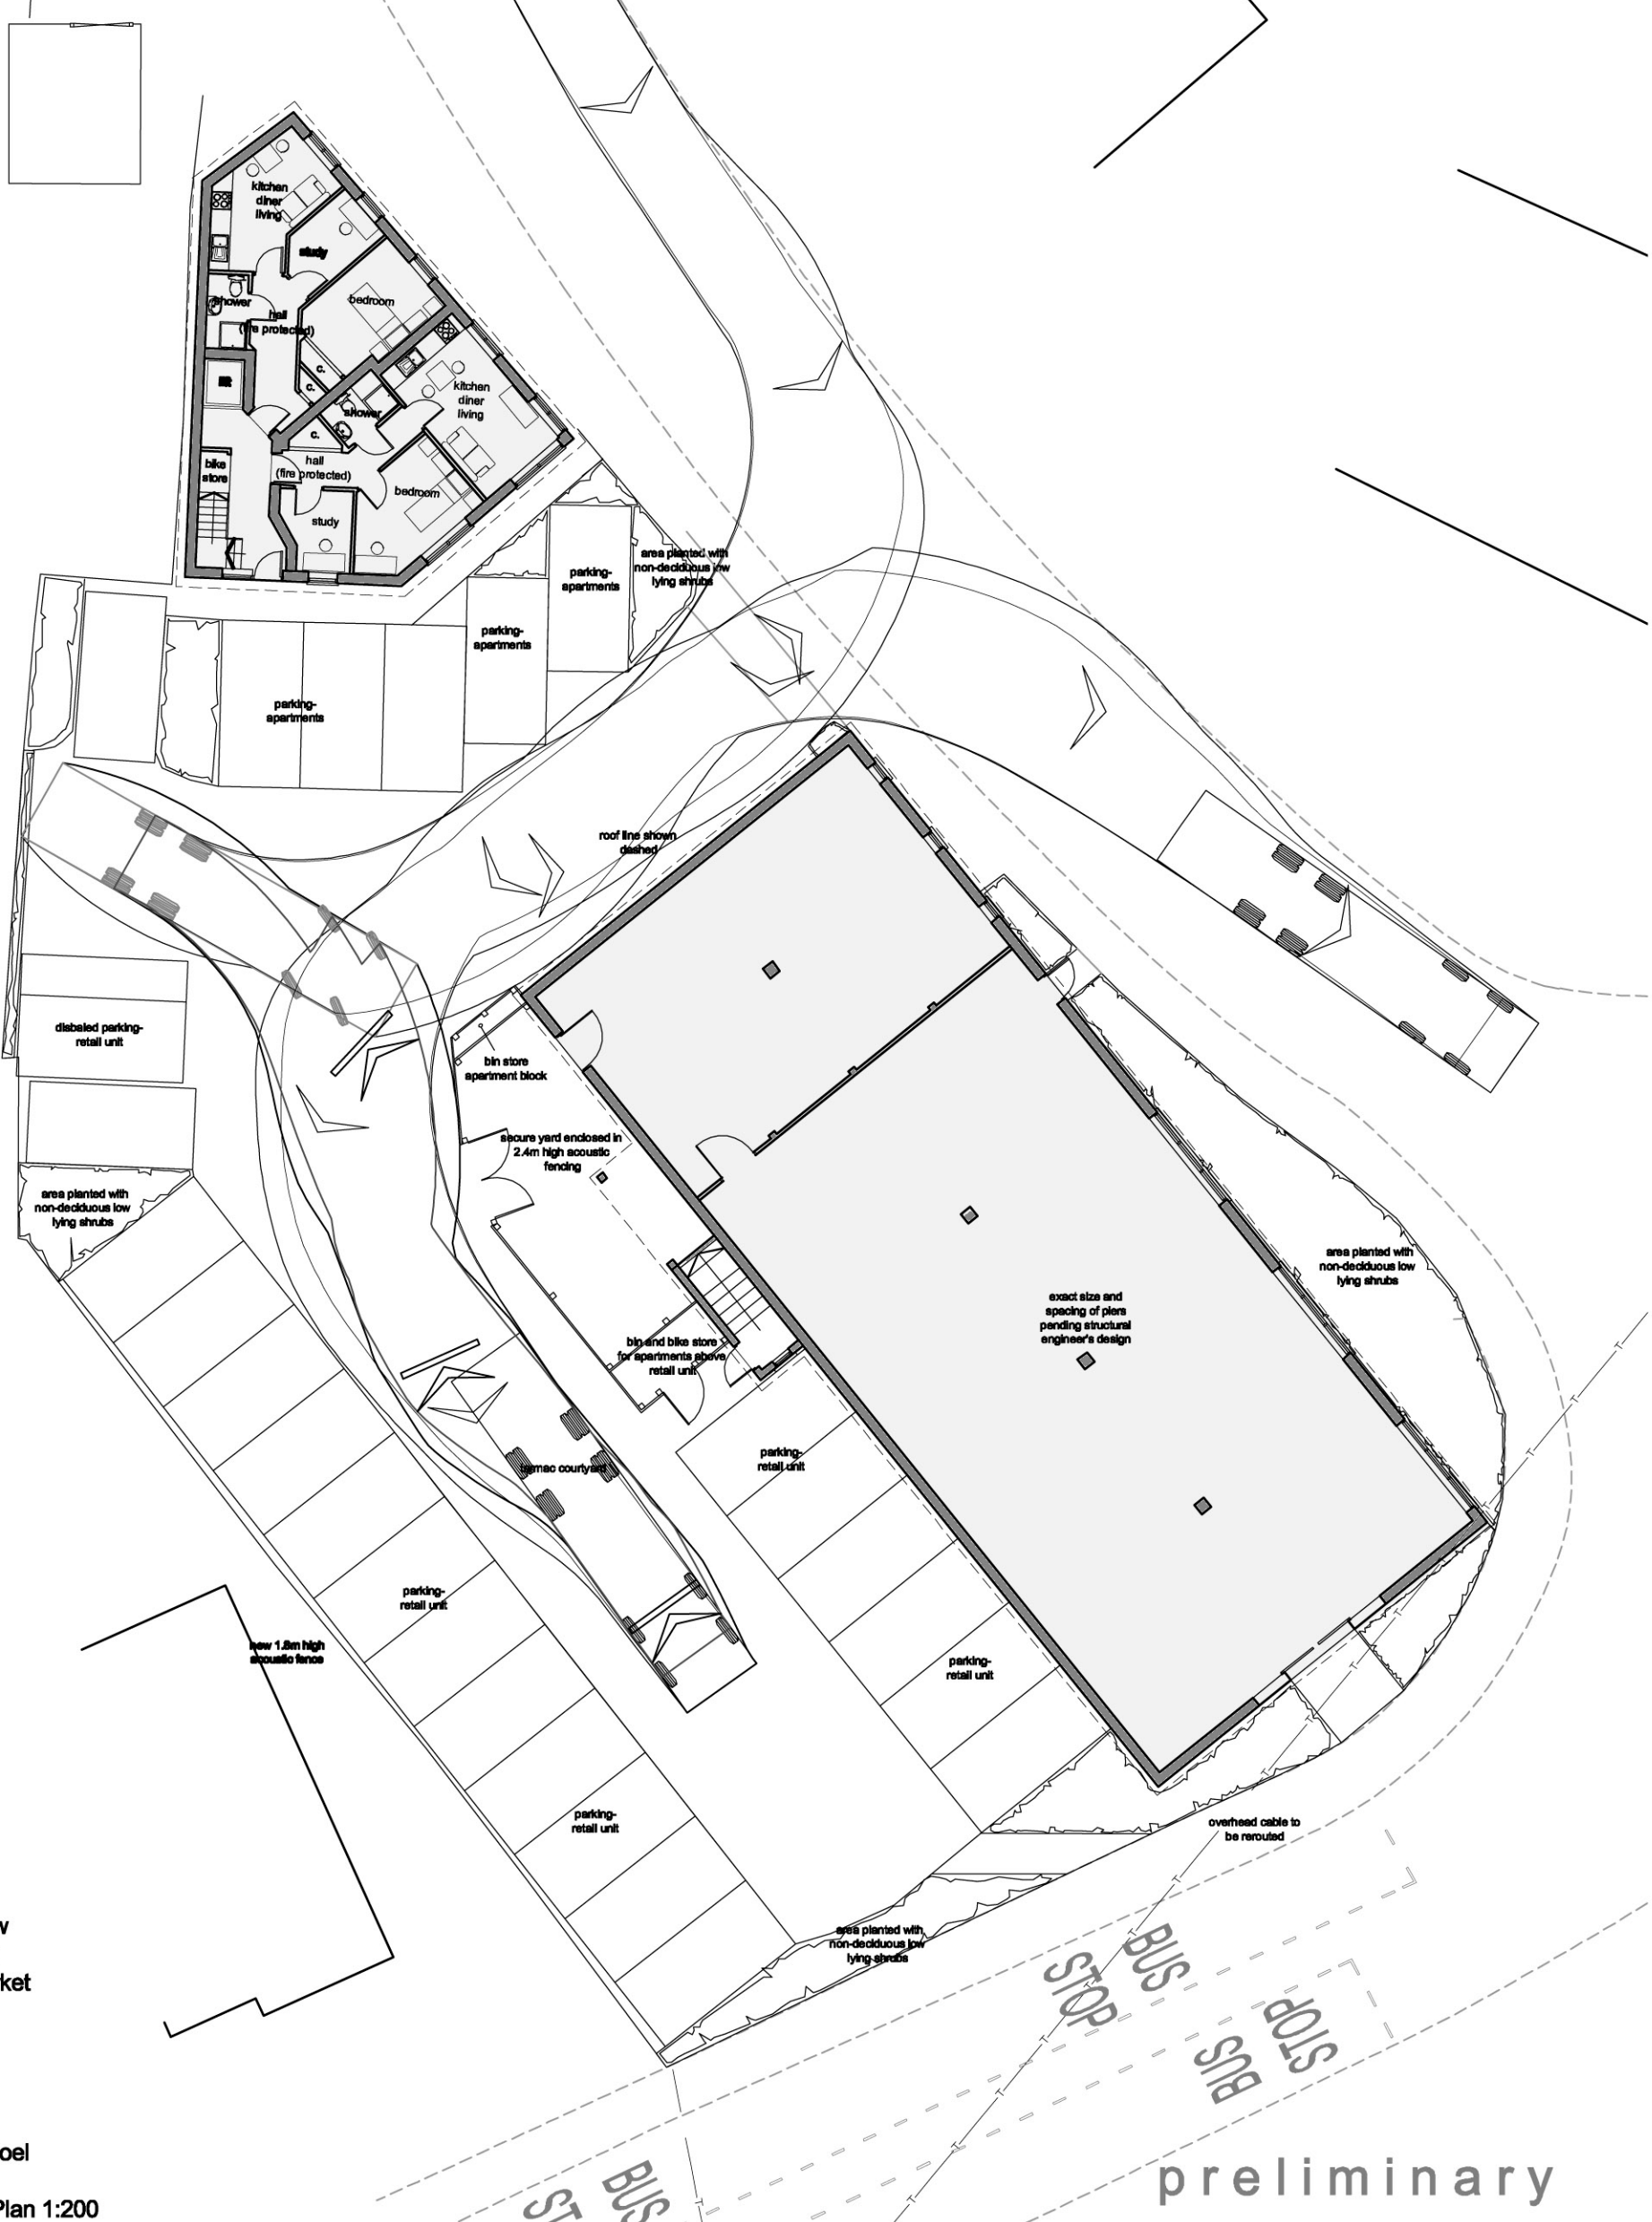 kitchen
diner
living
study
bedroom
shower
hall
(fire protected)
c.
c.
lift
kitchen
diner
living
shower
c.
hall
(fire protected)
bike
store
bedroom
study
area planted with
non-deciduous low
lying shrubs
parking-
apartments
parking-
apartments
parking-
apartments
roof line shown
dashed
disbaled parking-
retail unit
bin store
apartment block
secure yard enclosed in
2.4m high acoustic
fencing
area planted with
non-deciduous low
lying shrubs
area planted with
non-deciduous low
lying shrubs
exact size and
spacing of piers
pending structural
engineer's design
bin and bike store
for apartments above
retail unit
parking-
retail unit
tarmac courtyard
parking-
retail unit
new 1.8m high
acoustic fence
parking-
retail unit
parking-
retail unit
overhead cable to
be rerouted
area planted with
non-deciduous low
lying shrubs
BUS
STOP
BUS
STOP
BUS
ST
w
ket
oel
Plan 1:200
preliminary